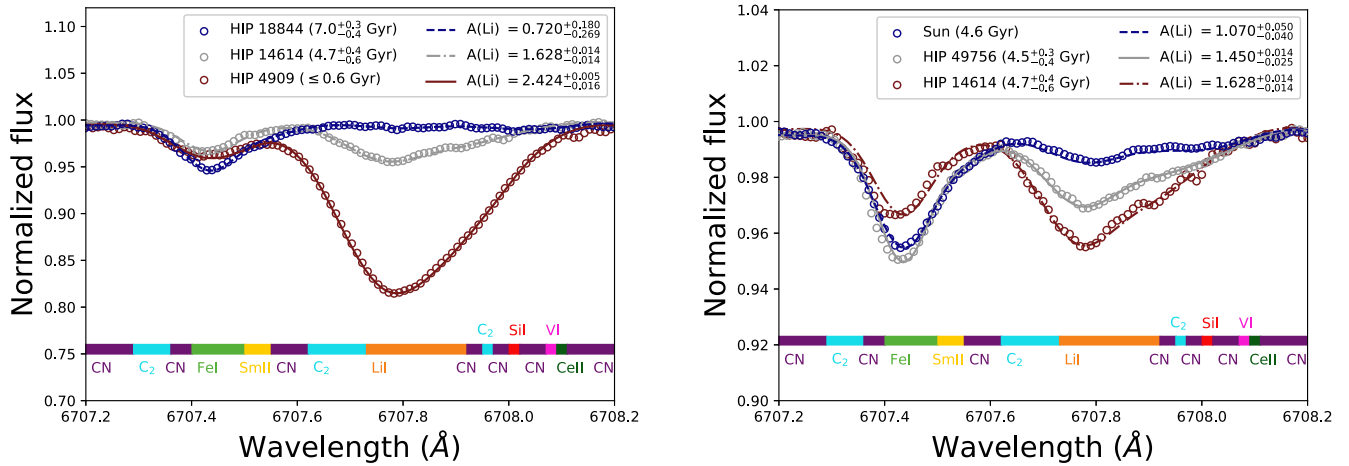 1.10
1.05
1.00
0.95
0.90
0.85
0.80
0.75
0.70
Normalized flux
HIP 18844 (7.0 +0.3 −0.4 Gyr)
HIP 14614 (4.7 +0.4 −0.6 Gyr)
HIP 4909 (≤ 0.6 Gyr)
A(Li) = 0.720 +0.180 −0.269
A(Li) = 1.628 +0.014 −0.014
A(Li) = 2.424 +0.005 −0.016
C₂ SiI VI
CN C₂ CN FeI SmII CN C₂ LiI CN CN CN CeII CN
6707.2 6707.4 6707.6 6707.8 6708.0 6708.2
Wavelength (Å)
1.04
1.02
1.00
0.98
0.96
0.94
0.92
0.90
Normalized flux
Sun (4.6 Gyr)
HIP 49756 (4.5 +0.3 −0.4 Gyr)
HIP 14614 (4.7 +0.4 −0.6 Gyr)
A(Li) = 1.070 +0.050 −0.040
A(Li) = 1.450 +0.014 −0.025
A(Li) = 1.628 +0.014 −0.014
C₂ SiI VI
CN C₂ CN FeI SmII CN C₂ LiI CN CN CN CeII CN
6707.2 6707.4 6707.6 6707.8 6708.0 6708.2
Wavelength (Å)